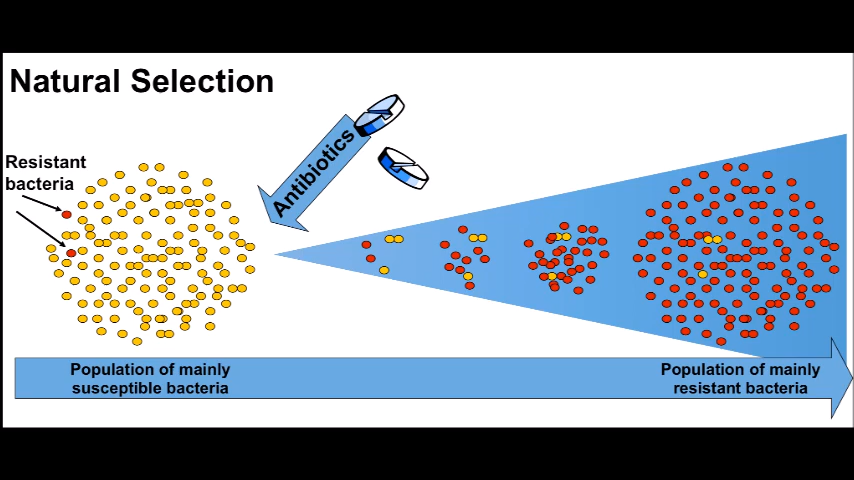 Natural Selection
Resistant
bacteria
Antibiotics
Population of mainly
susceptible bacteria
Population of mainly
resistant bacteria